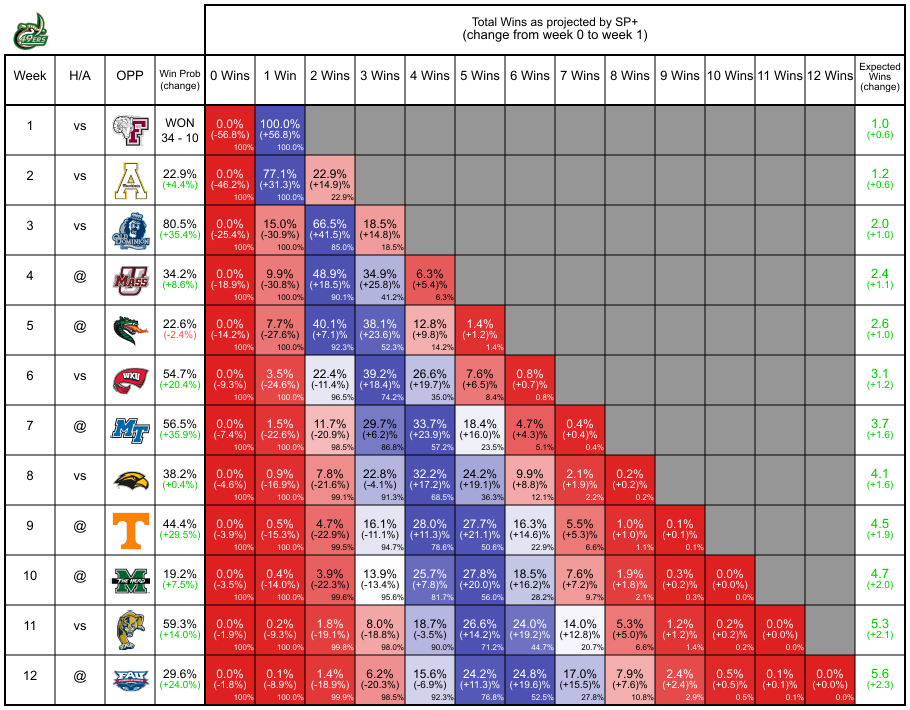 49ERS
Total Wins as projected by SP+
(change from week 0 to week 1)
Week H/A OPP Win Prob (change) 0 Wins 1 Win 2 Wins 3 Wins 4 Wins 5 Wins 6 Wins 7 Wins 8 Wins 9 Wins 10 Wins 11 Wins 12 Wins Expected Wins (change)
1 vs F WON 0.0% 100.0% 1.0
34 - 10 (-56.8%) (+56.8)% (+0.6)
100% 100.0%
2 vs A 22.9% 0.0% 77.1% 22.9% 1.2
(+4.4%) (-46.2%) (+31.3)% (+14.9)% (+0.6)
100% 100.0% 22.9%
3 vs OLD DOMINION 80.5% 0.0% 15.0% 66.5% 18.5% 2.0
(+35.4%) (-25.4%) (-30.9%) (+41.5)% (+14.8)% (+1.0)
100% 100.0% 85.0% 18.5%
4 @ U MASS 34.2% 0.0% 9.9% 48.9% 34.9% 6.3% 2.4
(+8.6%) (-18.9%) (-30.8%) (+18.5)% (+25.8)% (+5.4)% (+1.1)
100% 100.0% 90.1% 41.2% 6.3%
5 @ 22.6% 0.0% 7.7% 40.1% 38.1% 12.8% 1.4% 2.6
(-2.4%) (-14.2%) (-27.6%) (+7.1)% (+23.6)% (+9.8)% (+1.2)% (+1.0)
100% 100.0% 92.3% 52.3% 14.2% 1.4%
6 vs WKU 54.7% 0.0% 3.5% 22.4% 39.2% 26.6% 7.6% 0.8% 3.1
(+20.4%) (-9.3%) (-24.6%) (-11.4%) (+18.4)% (+19.7)% (+6.5)% (+0.7)% (+1.2)
100% 100.0% 96.5% 74.2% 35.0% 8.4% 0.8%
7 @ MT 56.5% 0.0% 1.5% 11.7% 29.7% 33.7% 18.4% 4.7% 0.4% 3.7
(+35.9%) (-7.4%) (-22.6%) (-20.9%) (+6.2)% (+23.9)% (+16.0)% (+4.3)% (+0.4)% (+1.6)
100% 100.0% 98.5% 86.8% 57.2% 23.5% 5.1% 0.4%
8 vs 38.2% 0.0% 0.9% 7.8% 22.8% 32.2% 24.2% 9.9% 2.1% 0.2% 4.1
(+0.4%) (-4.6%) (-16.9%) (-21.6%) (-4.1%) (+17.2)% (+19.1)% (+8.8)% (+1.9)% (+0.2)% (+1.6)
100% 100.0% 99.1% 91.3% 68.5% 36.3% 12.1% 2.2% 0.2%
9 @ T 44.4% 0.0% 0.5% 4.7% 16.1% 28.0% 27.7% 16.3% 5.5% 1.0% 0.1% 4.5
(+29.5%) (-3.9%) (-15.3%) (-22.9%) (-11.1%) (+11.3)% (+21.1)% (+14.6)% (+5.3)% (+1.0)% (+0.1)% (+1.9)
100% 100.0% 99.5% 94.7% 78.6% 50.6% 22.9% 6.6% 1.1% 0.1%
10 @ M THE HERD 19.2% 0.0% 0.4% 3.9% 13.9% 25.7% 27.8% 18.5% 7.6% 1.9% 0.3% 0.0% 4.7
(+7.5%) (-3.5%) (-14.0%) (-22.3%) (-13.4%) (+7.8)% (+20.0)% (+16.2)% (+7.2)% (+1.8)% (+0.2)% (+0.0)% (+2.0)
100% 100.0% 99.6% 95.6% 81.7% 56.0% 28.2% 9.7% 2.1% 0.3% 0.0%
11 vs 59.3% 0.0% 0.2% 1.8% 8.0% 18.7% 26.6% 24.0% 14.0% 5.3% 1.2% 0.2% 0.0% 5.3
(+14.0%) (-1.9%) (-9.3%) (-19.1%) (-18.8%) (-3.5%) (+14.2)% (+19.2)% (+12.8)% (+5.0)% (+1.2)% (+0.2)% (+0.0)% (+2.1)
100% 100.0% 99.8% 98.0% 90.0% 71.2% 44.7% 20.7% 6.6% 1.4% 0.2% 0.0%
12 @ FAU 29.6% 0.0% 0.1% 1.4% 6.2% 15.6% 24.2% 24.8% 17.0% 7.9% 2.4% 0.5% 0.1% 0.0% 5.6
(+24.0%) (-1.8%) (-8.9%) (-18.9%) (-20.3%) (-6.9%) (+11.3)% (+19.6)% (+15.5)% (+7.6)% (+2.4)% (+0.5)% (+0.1)% (+0.0)% (+2.3)
100% 100.0% 99.9% 98.5% 92.3% 76.8% 52.5% 27.8% 10.8% 2.9% 0.5% 0.1% 0.0%